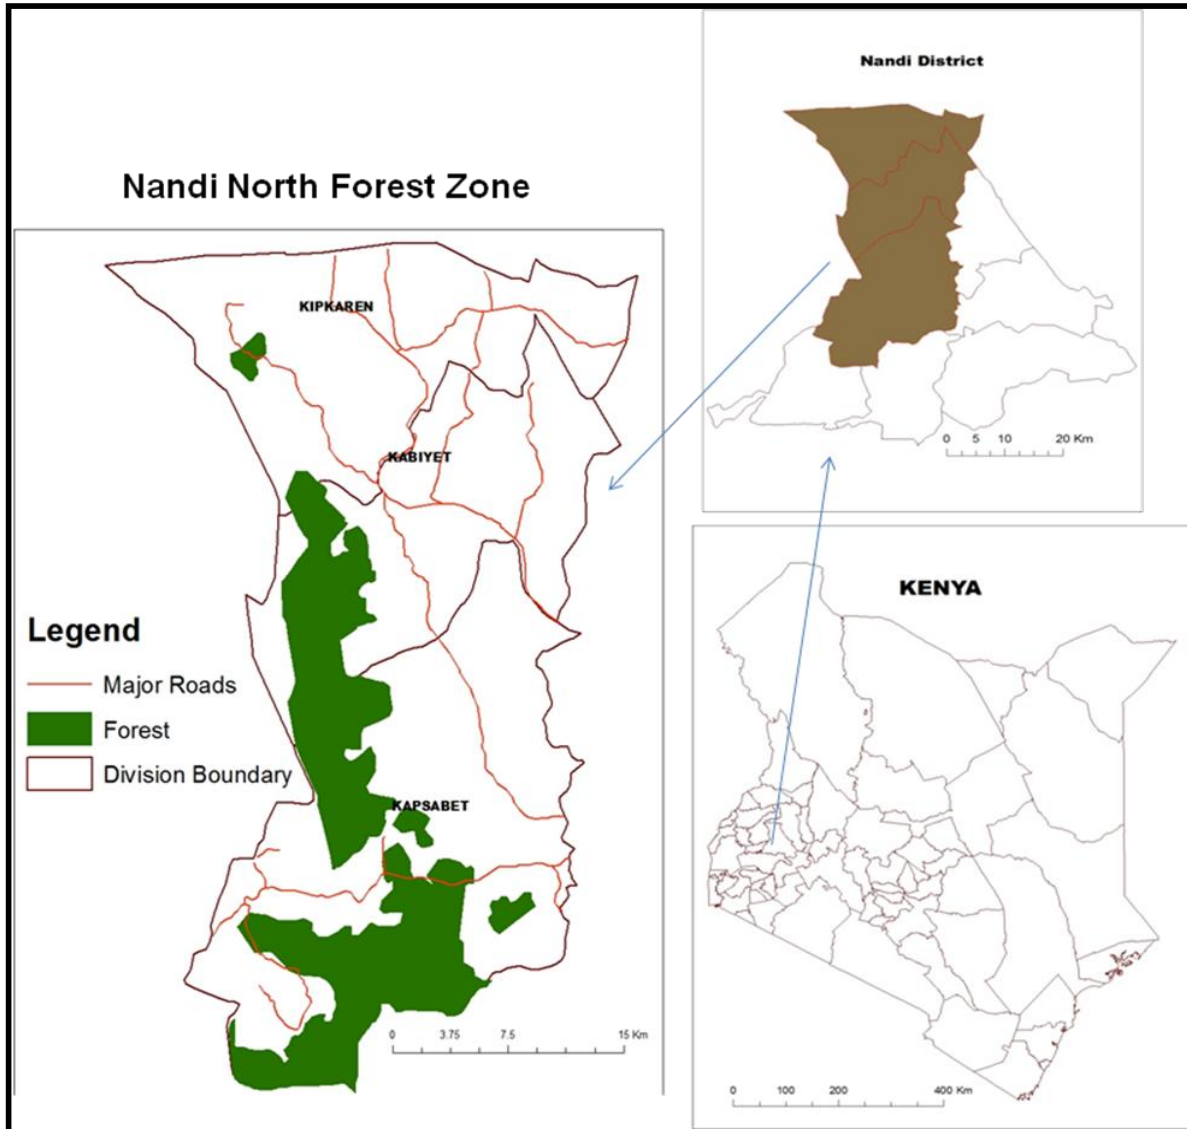 Nandi North Forest Zone
KIPKAREN
KABIYET
KAPSABET
Legend
Major Roads
Forest
Division Boundary
0 3.75 7.5 15 Km
Nandi District
0 5 10 20 Km
KENYA
0 100 200 400 Km